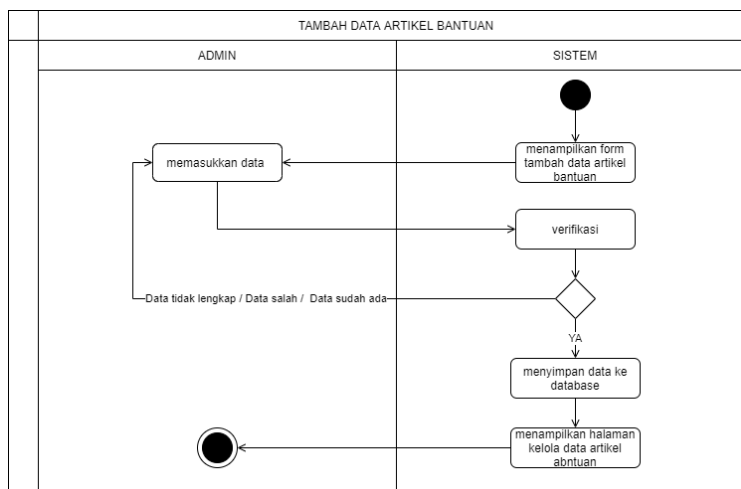 TAMBAH DATA ARTIKEL BANTUAN
ADMIN
SISTEM
menampilkan form
tambah data artikel
bantuan
memasukkan data
verifikasi
Data tidak lengkap / Data salah / Data sudah ada
YA
menyimpan data ke
database
menampilkan halaman
kelola data artikel
abntuan